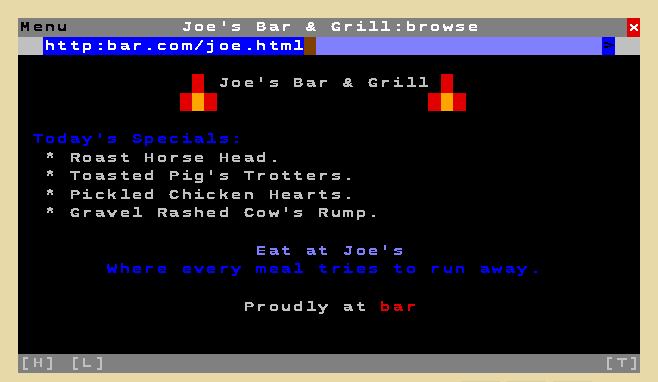 Menu Joe's Bar & Grill:browse x
http:bar.com/joe.html >
Joe's Bar & Grill
Today's Specials:
* Roast Horse Head.
* Toasted Pig's Trotters.
* Pickled Chicken Hearts.
* Gravel Rashed Cow's Rump.
Eat at Joe's
Where every meal tries to run away.
Proudly at bar
[H] [L] [T]